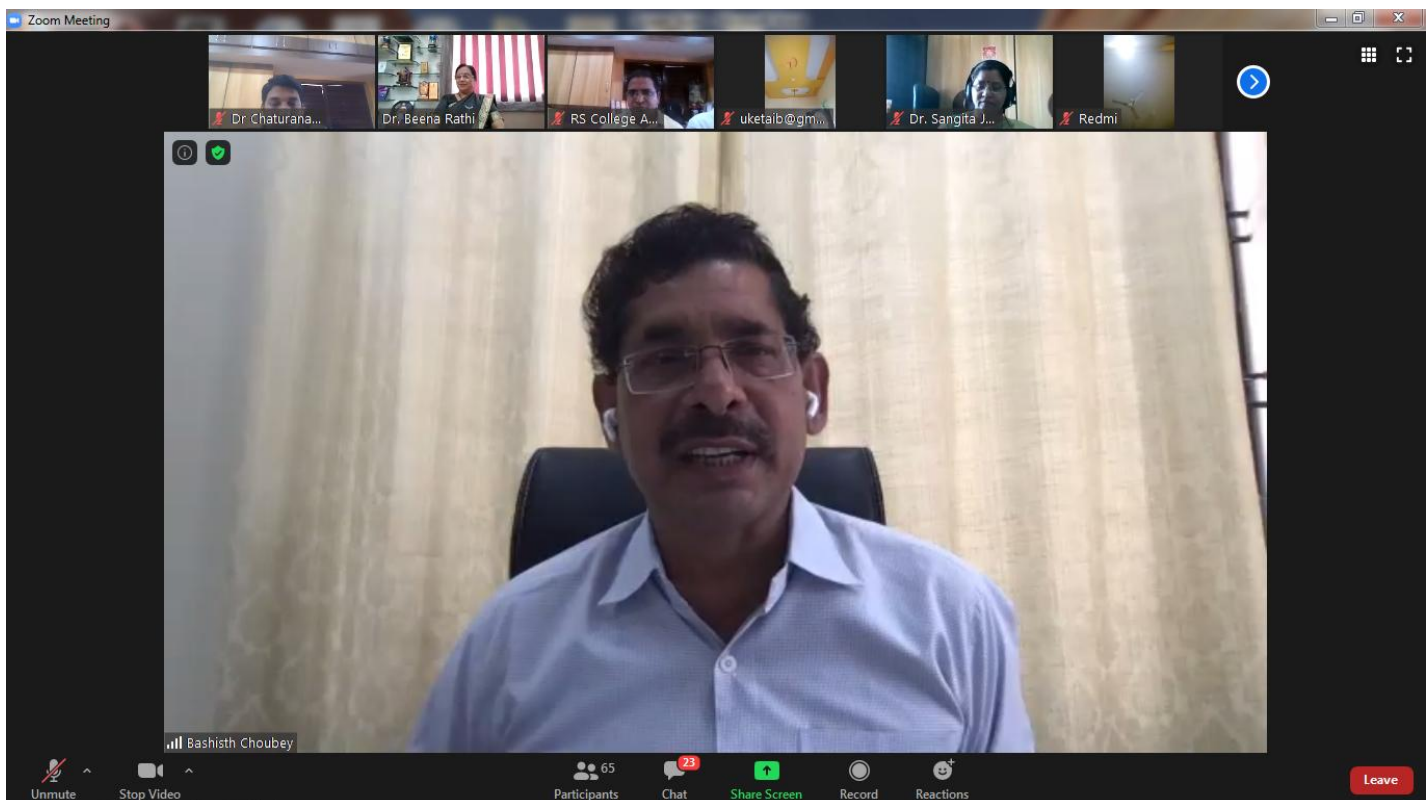 Zoom Meeting
Dr Chaturana...
Dr. Beena Rathi
RS College A...
uketaib@gm...
Dr. Sangita J...
Redmi
Bashisth Choubey
Unmute
Stop Video
65
Participants
23
Chat
Share Screen
Record
Reactions
Leave